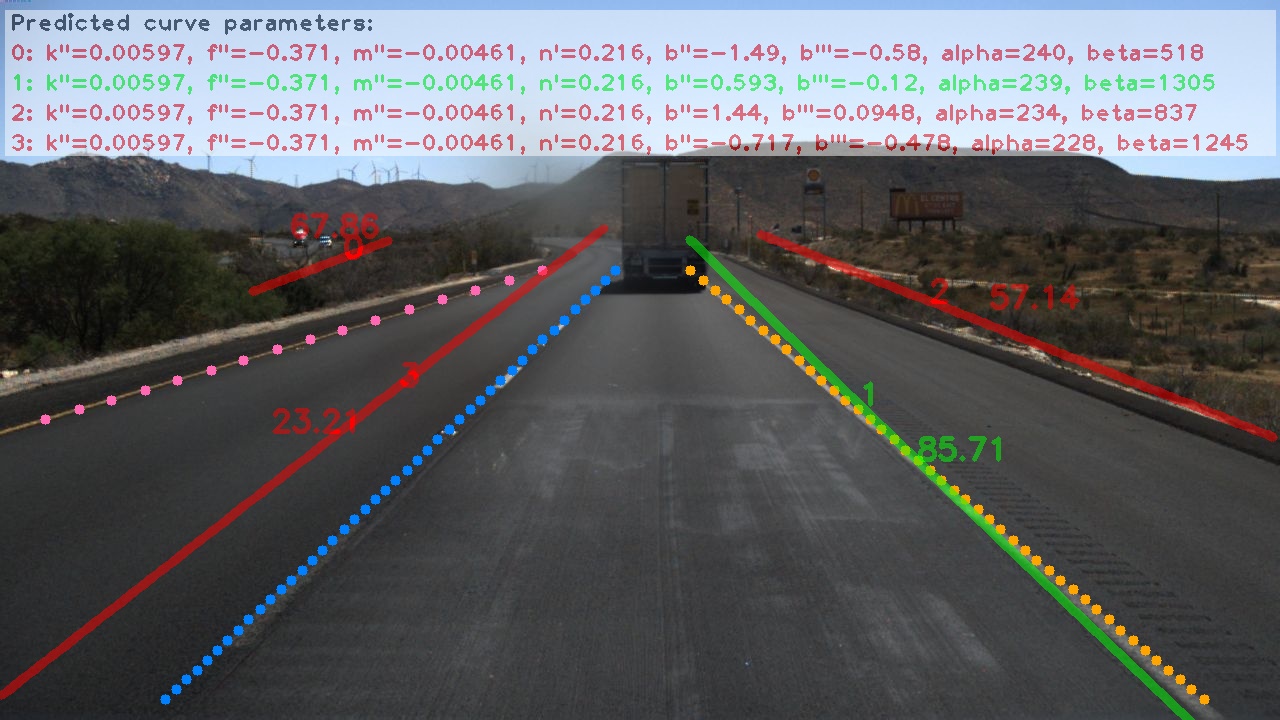 Predicted curve parameters:
0: k''=0.00597, f''=-0.371, m''=-0.00461, n'=0.216, b''=-1.49, b'''=-0.58, alpha=240, beta=518
1: k''=0.00597, f''=-0.371, m''=-0.00461, n'=0.216, b''=0.593, b'''=-0.12, alpha=239, beta=1305
2: k''=0.00597, f''=-0.371, m''=-0.00461, n'=0.216, b''=1.44, b'''=0.0948, alpha=234, beta=837
3: k''=0.00597, f''=-0.371, m''=-0.00461, n'=0.216, b''=-0.717, b'''=-0.478, alpha=228, beta=1245
EL CENTRO
67.86
0
2
57.14
3
1
23.21
85.71